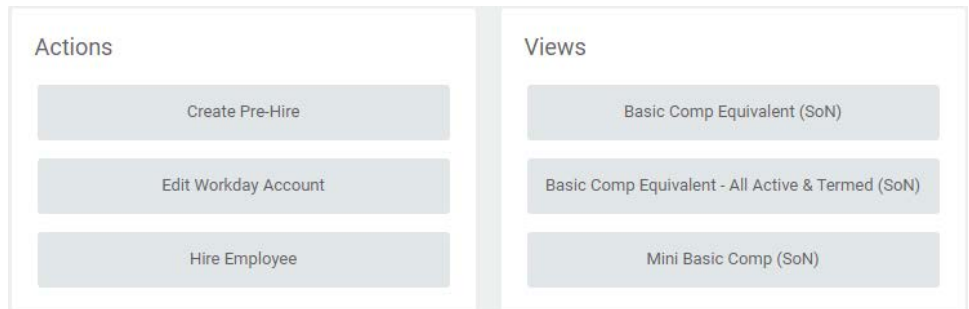 Actions
Create Pre-Hire
Edit Workday Account
Hire Employee
Views
Basic Comp Equivalent (SoN)
Basic Comp Equivalent - All Active & Termed (SoN)
Mini Basic Comp (SoN)